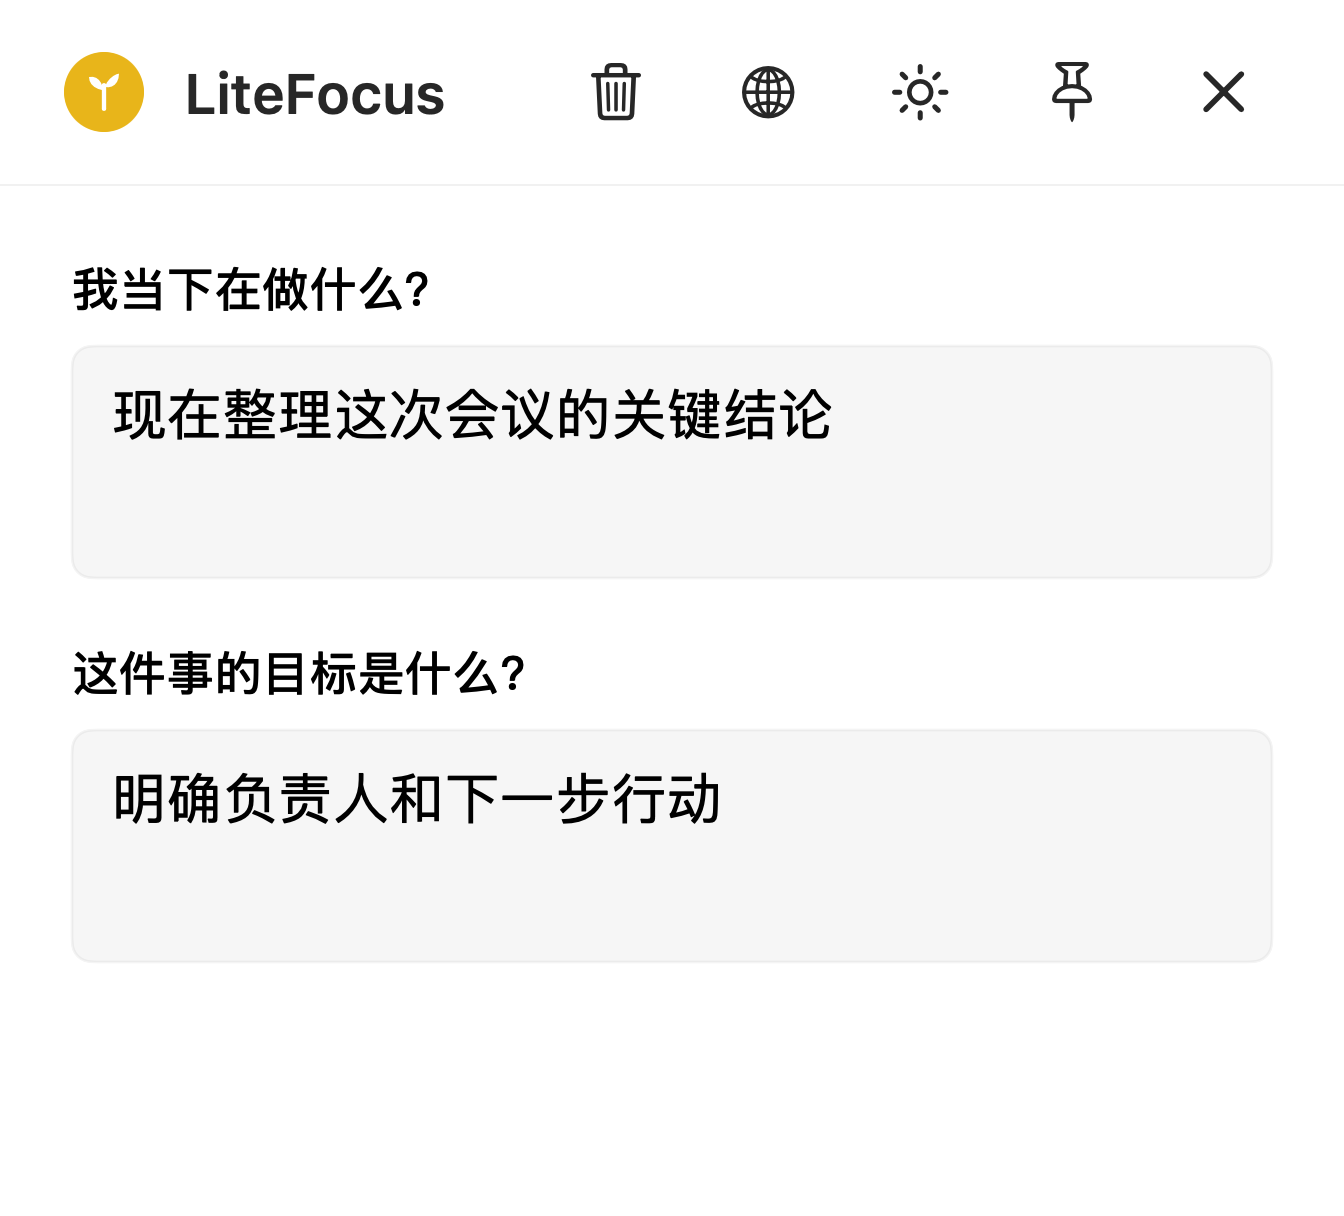 LiteFocus
我当下在做什么?
现在整理这次会议的关键结论
这件事的目标是什么?
明确负责人和下一步行动